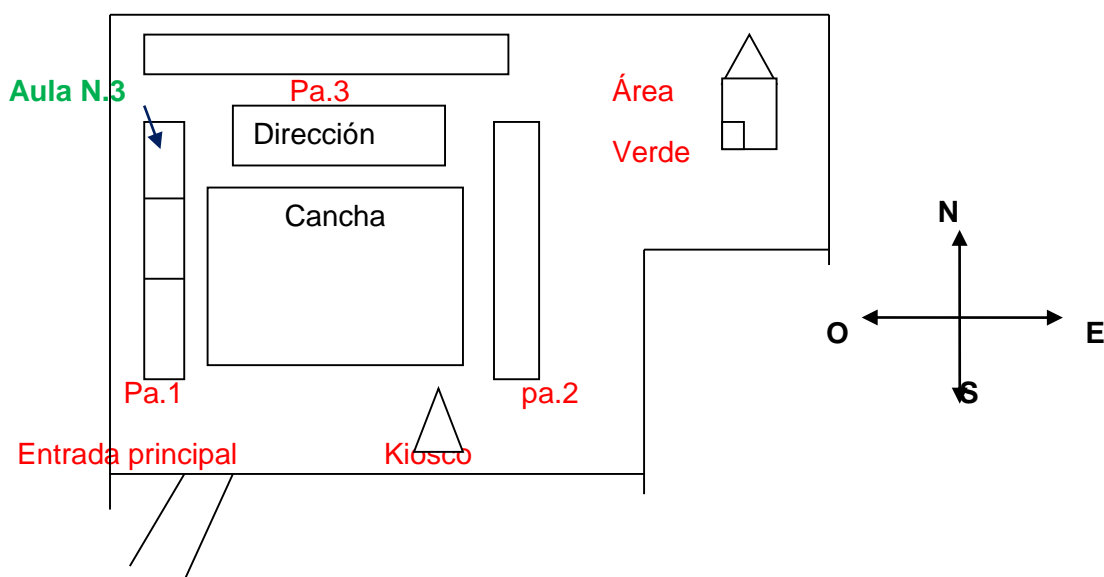 Aula N.3
Pa.3
Área
Dirección
Verde
Cancha
N
O
E
S
Pa.1
pa.2
Entrada principal
Kiosco